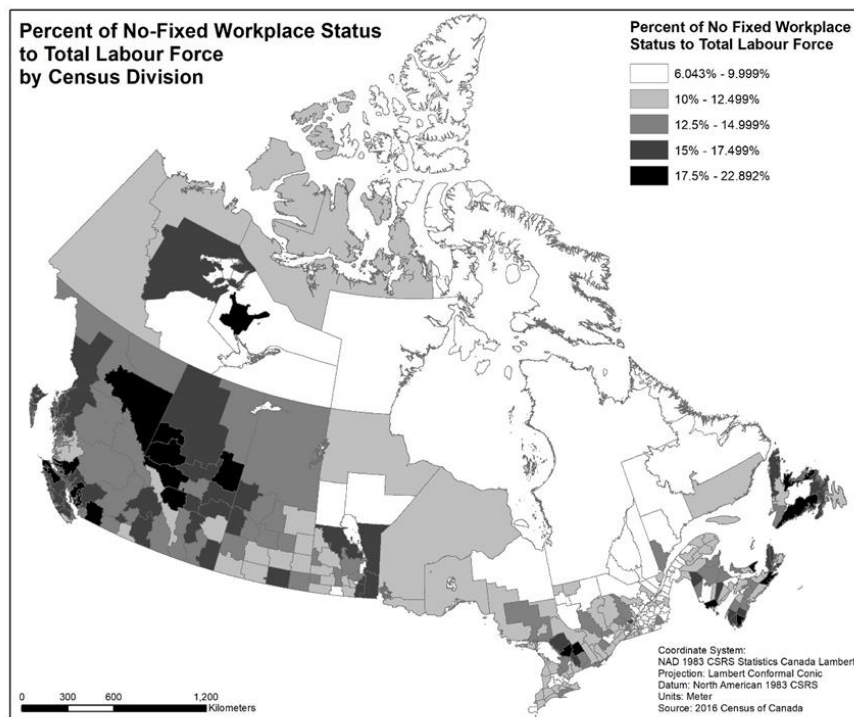 Percent of No-Fixed Workplace Status
to Total Labour Force
by Census Division
Percent of No Fixed Workplace
Status to Total Labour Force
6.043% - 9.999%
10% - 12.499%
12.5% - 14.999%
15% - 17.499%
17.5% - 22.892%
Coordinate System:
NAD 1983 CSRS Statistics Canada Lambert
Projection: Lambert Conformal Conic
Datum: North American 1983 CSRS
Units: Meter
Source: 2016 Census of Canada
0 300 600 1,200
Kilometers